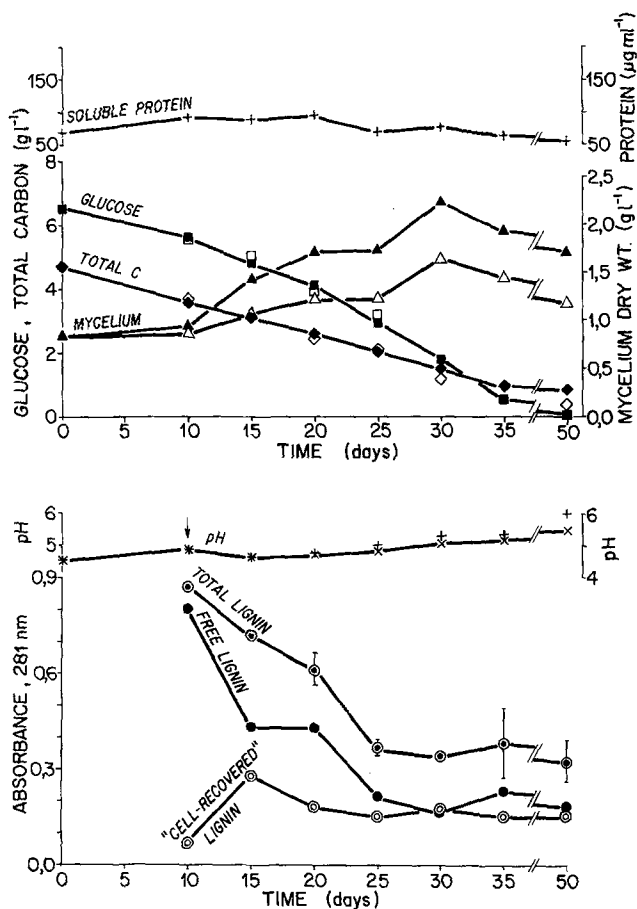 GLUCOSE, TOTAL CARBON (g l⁻¹)
150
50
8
6
4
2
0
SOLUBLE PROTEIN
GLUCOSE
TOTAL C
MYCELIUM
PROTEIN (µg ml⁻¹)
150
50
MYCELIUM DRY WT. (g l⁻¹)
2,5
2,0
1,5
1,0
0,5
0,0
0 5 10 15 20 25 30 35 50
TIME (days)
pH
6
5
4
pH
pH
6
4
ABSORBANCE, 281 nm
0,9
0,6
0,3
0,0
TOTAL LIGNIN
FREE LIGNIN
"CELL-RECOVERED"
LIGNIN
0 5 10 15 20 25 30 35 50
TIME (days)